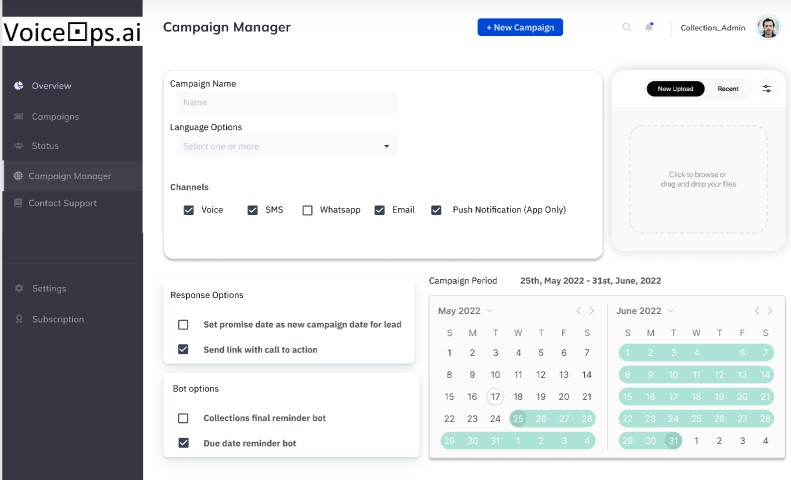 Voice⊡ps.ai
Campaign Manager
+ New Campaign
Collection_Admin
Overview
Campaigns
Status
Campaign Manager
Contact Support
Settings
Subscription
Campaign Name
Name
Language Options
Select one or more
Channels
Voice SMS Whatsapp Email Push Notification (App Only)
New Upload Recent
Click to browse or
drag and drop your files
Response Options
Set promise date as new campaign date for lead
Send link with call to action
Bot options
Collections final reminder bot
Due date reminder bot
Campaign Period 25th, May 2022 - 31st, June, 2022
May 2022
S M T W T F S
1 2 3 4 5 6 7
8 9 10 11 12 13 14
15 16 17 18 19 20 21
22 23 24 25 26 27 28
29 30 31 1 2 3 4
June 2022
S M T W T F S
1 2 3 4 6 7
8 9 10 11 12 13 14
15 16 17 18 19 20 21
22 23 24 25 26 27 28
29 30 31 1 2 3 4